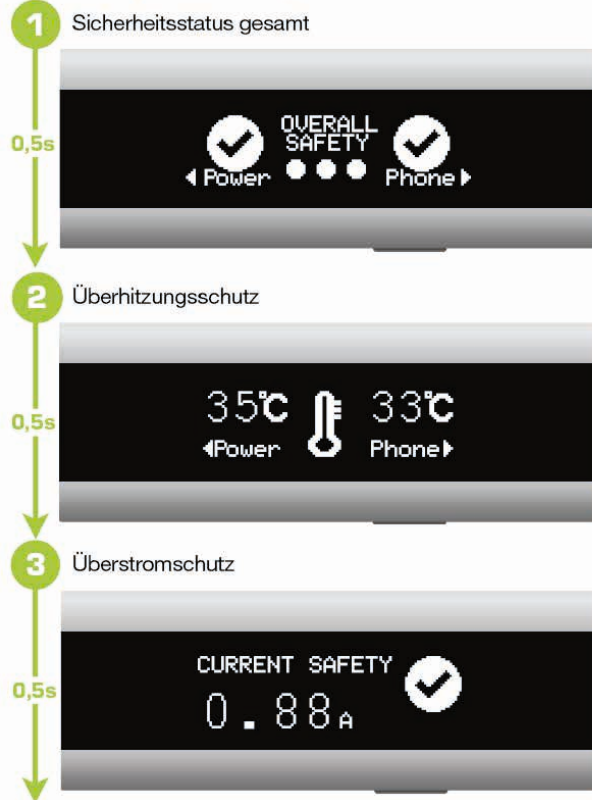 1 Sicherheitsstatus gesamt
0,5s
OVERALL
SAFETY
Power
Phone
2 Überhitzungsschutz
0,5s
35°C 33°C
Power Phone
3 Überstromschutz
0,5s
CURRENT SAFETY
0.88A